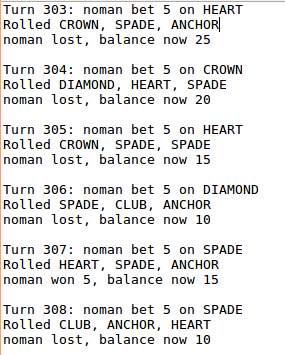 Turn 303: noman bet 5 on HEART
Rolled CROWN, SPADE, ANCHOR
noman lost, balance now 25
Turn 304: noman bet 5 on CROWN
Rolled DIAMOND, HEART, SPADE
noman lost, balance now 20
Turn 305: noman bet 5 on HEART
Rolled CROWN, SPADE, SPADE
noman lost, balance now 15
Turn 306: noman bet 5 on DIAMOND
Rolled SPADE, CLUB, ANCHOR
noman lost, balance now 10
Turn 307: noman bet 5 on SPADE
Rolled HEART, SPADE, ANCHOR
noman won 5, balance now 15
Turn 308: noman bet 5 on SPADE
Rolled CLUB, ANCHOR, HEART
noman lost, balance now 10